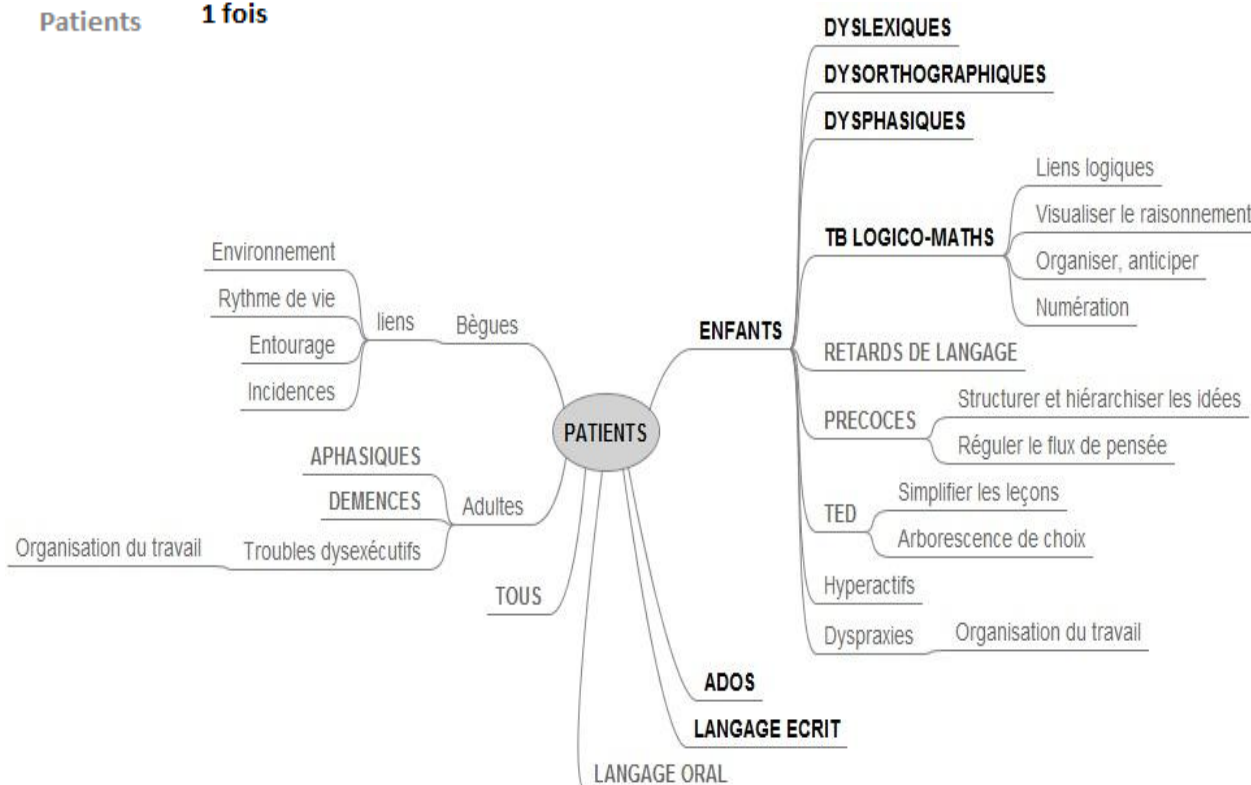 Patients
1 fois
DYSLEXIQUES
DYSORTHOGRAPHIQUES
DYSPHASIQUES
Liens logiques
Visualiser le raisonnement
TB LOGICO-MATHS
Organiser, anticiper
Numération
Environnement
Rythme de vie
liens
Bègues
Entourage
Incidences
ENFANTS
RETARDS DE LANGAGE
Structurer et hiérarchiser les idées
PRECOCES
Réguler le flux de pensée
PATIENTS
APHASIQUES
DEMENCES
Adultes
Organisation du travail
Troubles dysexécutifs
TOUS
Simplifier les leçons
TED
Arborescence de choix
Hyperactifs
Dyspraxies
Organisation du travail
ADOS
LANGAGE ECRIT
LANGAGE ORAL